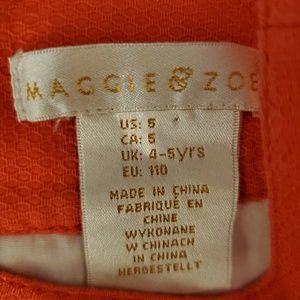 MAGGIE & ZOE
US: 5
CA: 5
UK: 4-5yrs
EU: 110
MADE IN CHINA
FABRIQUÉ EN
CHINE
WYKONANE
W CHINACH
IN CHINA
HERGESTELLT